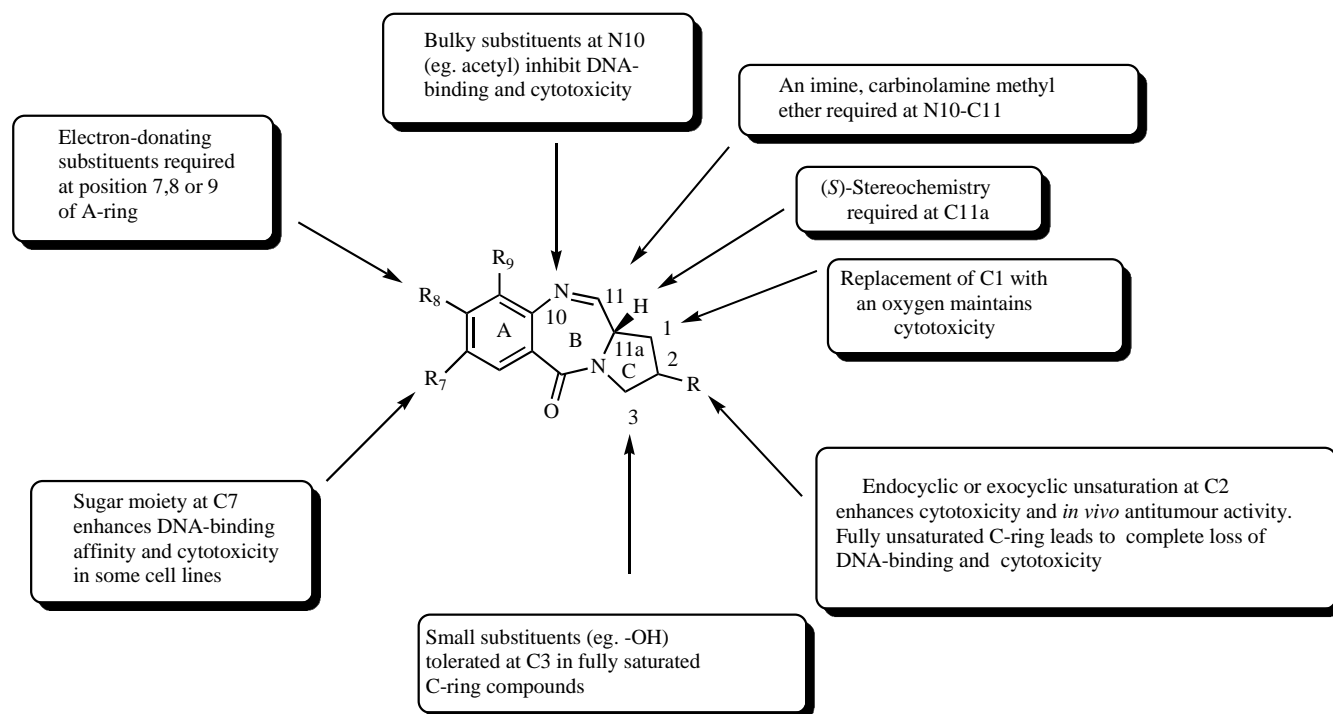 Bulky substituents at N10
(eg. acetyl) inhibit DNA-
binding and cytotoxicity
An imine, carbinolamine methyl
ether required at N10-C11
Electron-donating
substituents required
at position 7,8 or 9
of A-ring
(S)-Stereochemistry
required at C11a
Replacement of C1 with
an oxygen maintains
cytotoxicity
R9
R8
R7
N
10
11
H
A
B
11a
N
C
1
2
R
3
O
Sugar moiety at C7
enhances DNA-binding
affinity and cytotoxicity
in some cell lines
Endocyclic or exocyclic unsaturation at C2
enhances cytotoxicity and in vivo antitumour activity.
Fully unsaturated C-ring leads to complete loss of
DNA-binding and cytotoxicity
Small substituents (eg. -OH)
tolerated at C3 in fully saturated
C-ring compounds